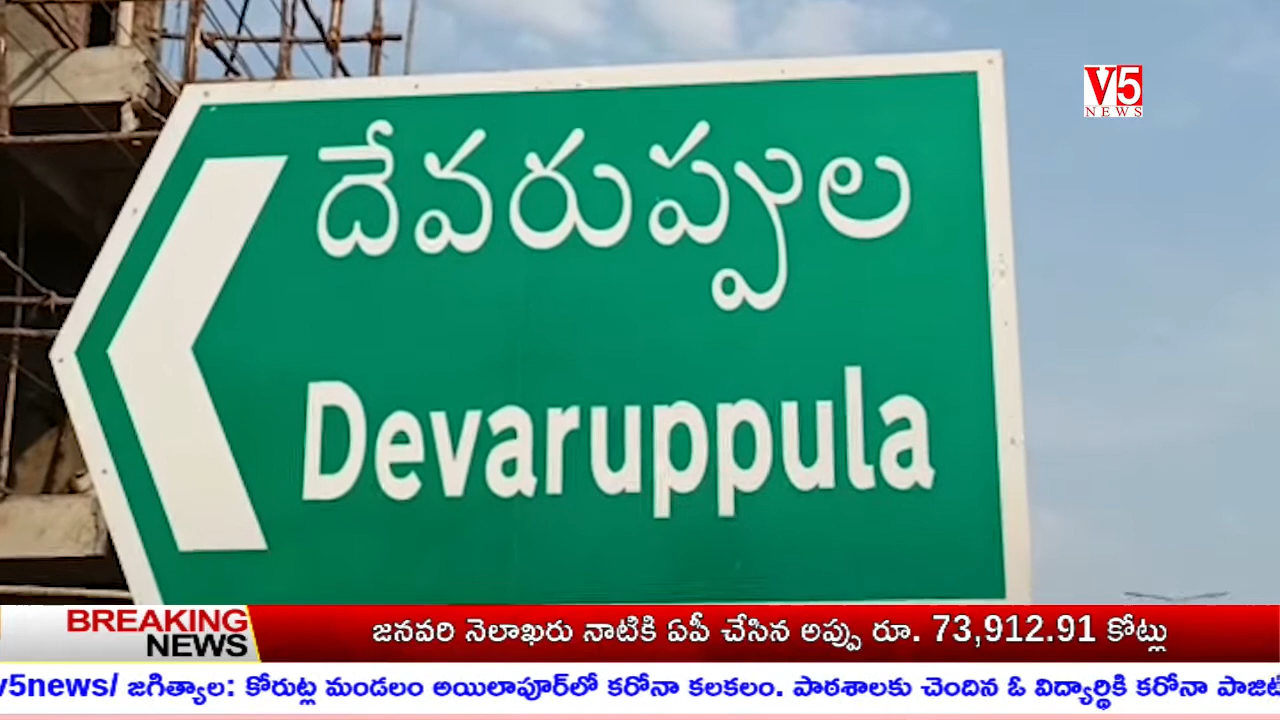 V5
NEWS
దేవరుప్పుల
Devaruppula
BREAKING
NEWS
జనవరి నెలాఖరు నాటికి ఏపీ చేసిన అప్పు రూ. 73,912.91 కోట్లు
v5news/ జగిత్యాల: కోరుట్ల మండలం అయిలాపూర్‌లో కరోనా కలకలం. పాఠశాలకు చెందిన ఓ విద్యార్థికి కరోనా